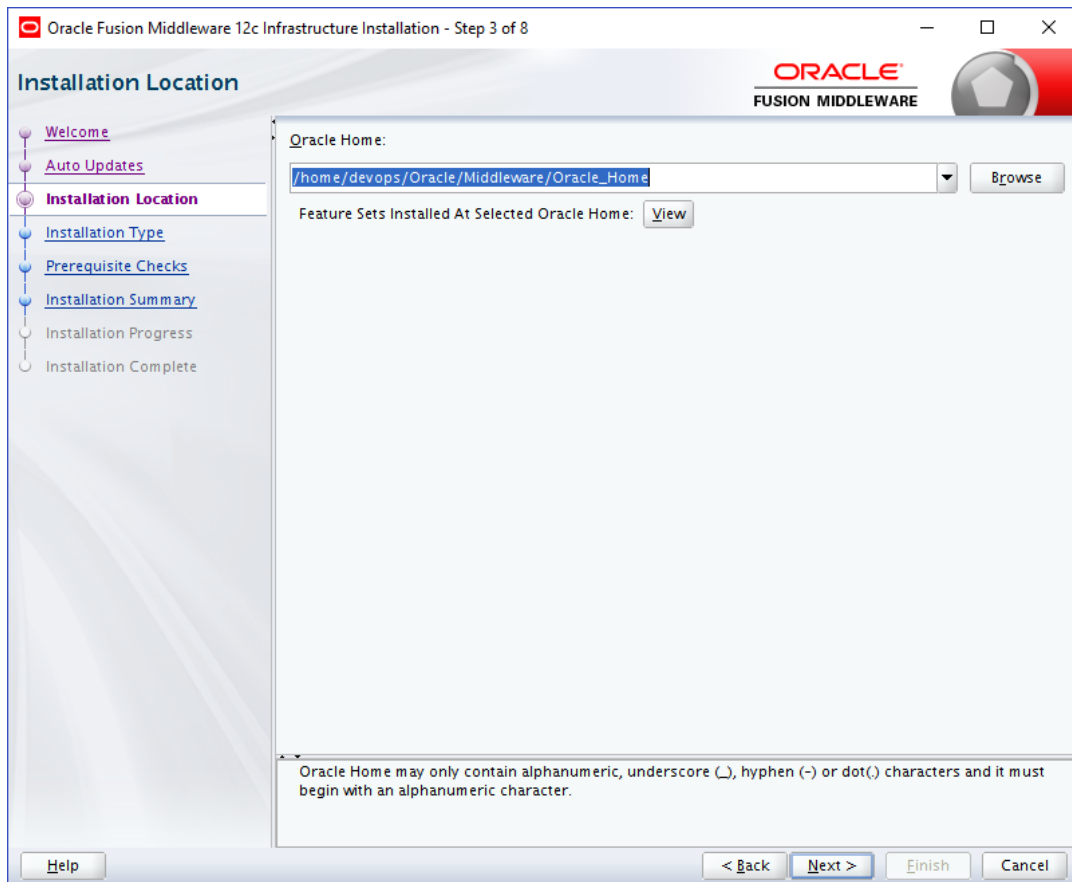 Oracle Fusion Middleware 12c Infrastructure Installation - Step 3 of 8
Installation Location
ORACLE®
FUSION MIDDLEWARE
Welcome
Auto Updates
Installation Location
Installation Type
Prerequisite Checks
Installation Summary
Installation Progress
Installation Complete
Oracle Home:
/home/devops/Oracle/Middleware/Oracle_Home
Browse
Feature Sets Installed At Selected Oracle Home: View
Oracle Home may only contain alphanumeric, underscore (_), hyphen (-) or dot(.) characters and it must
begin with an alphanumeric character.
Help
< Back
Next >
Finish
Cancel